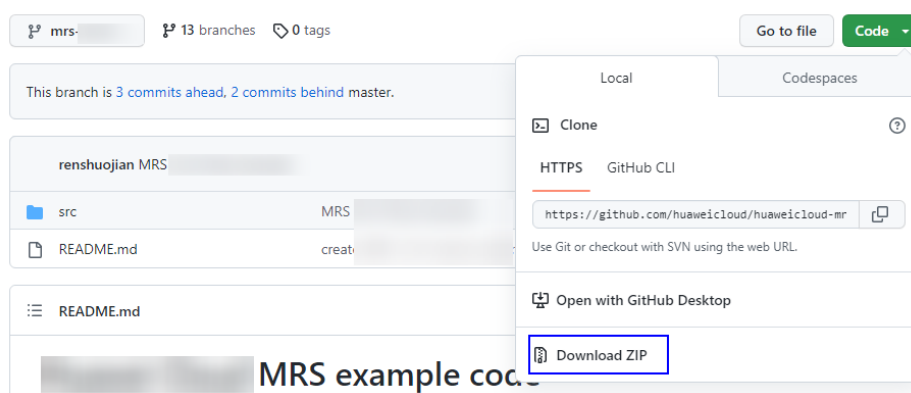 mrs-
13 branches
0 tags
Go to file
Code
This branch is 3 commits ahead, 2 commits behind master.
Local
Codespaces
Clone
HTTPS
GitHub CLI
https://github.com/huaweicloud/huaweicloud-mr
Use Git or checkout with SVN using the web URL.
Open with GitHub Desktop
Download ZIP
renshuojian MRS
src
MRS
README.md
create
README.md
MRS example code